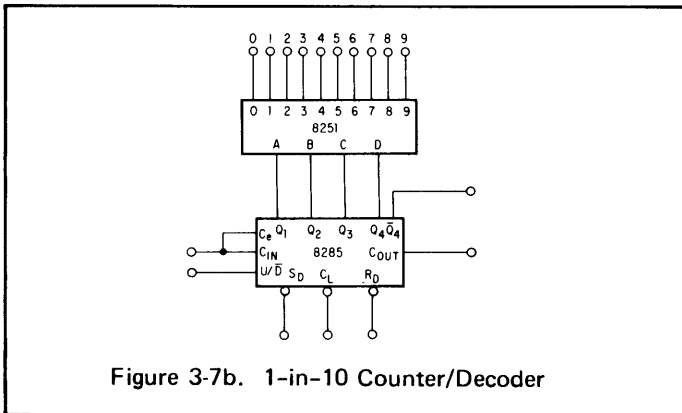 0 1 2 3 4 5 6 7 8 9
0 1 2 3 4 5 6 7 8 9
8251
A B C D
Ce Q1 Q2 Q3 Q4 Q̄4
CIN 8285 COUT
U/D̄ SD CL RD
Figure 3-7b. 1-in-10 Counter/Decoder